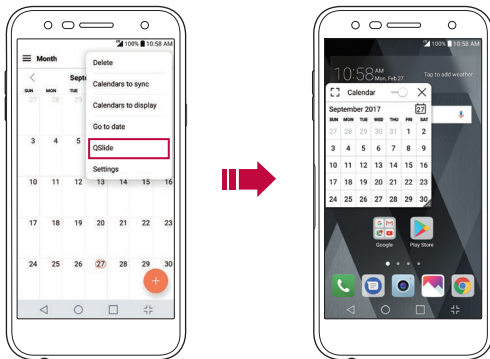 100% 10:58 AM
Month
Delete
Septe
Calendars to sync
SUN MON TUE
27 28 29
Calendars to display
Go to date
3 4 5
QSlide
Settings
10 11 12 13 14 15 16
17 18 19 20 21 22 23
24 25 26 27 28 29 30
+
100% 10:58 AM
10:58 AM
Mon, Feb 27
Tap to add weather
Calendar
September 2017 27
SUN MON TUE WED THU FRI SAT
27 28 29 30 31 1 2
3 4 5 6 7 8 9
10 11 12 13 14 15 16
17 18 19 20 21 22 23
24 25 26 27 28 29 30
Google Play Store